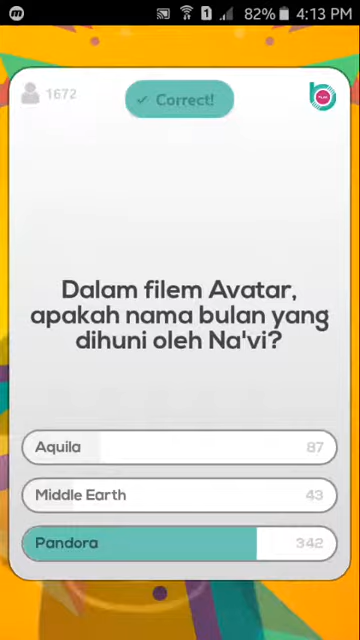 82% 4:13 PM
1672
Correct!
Dalam filem Avatar,
apakah nama bulan yang
dihuni oleh Na'vi?
Aquila 87
Middle Earth 43
Pandora 342